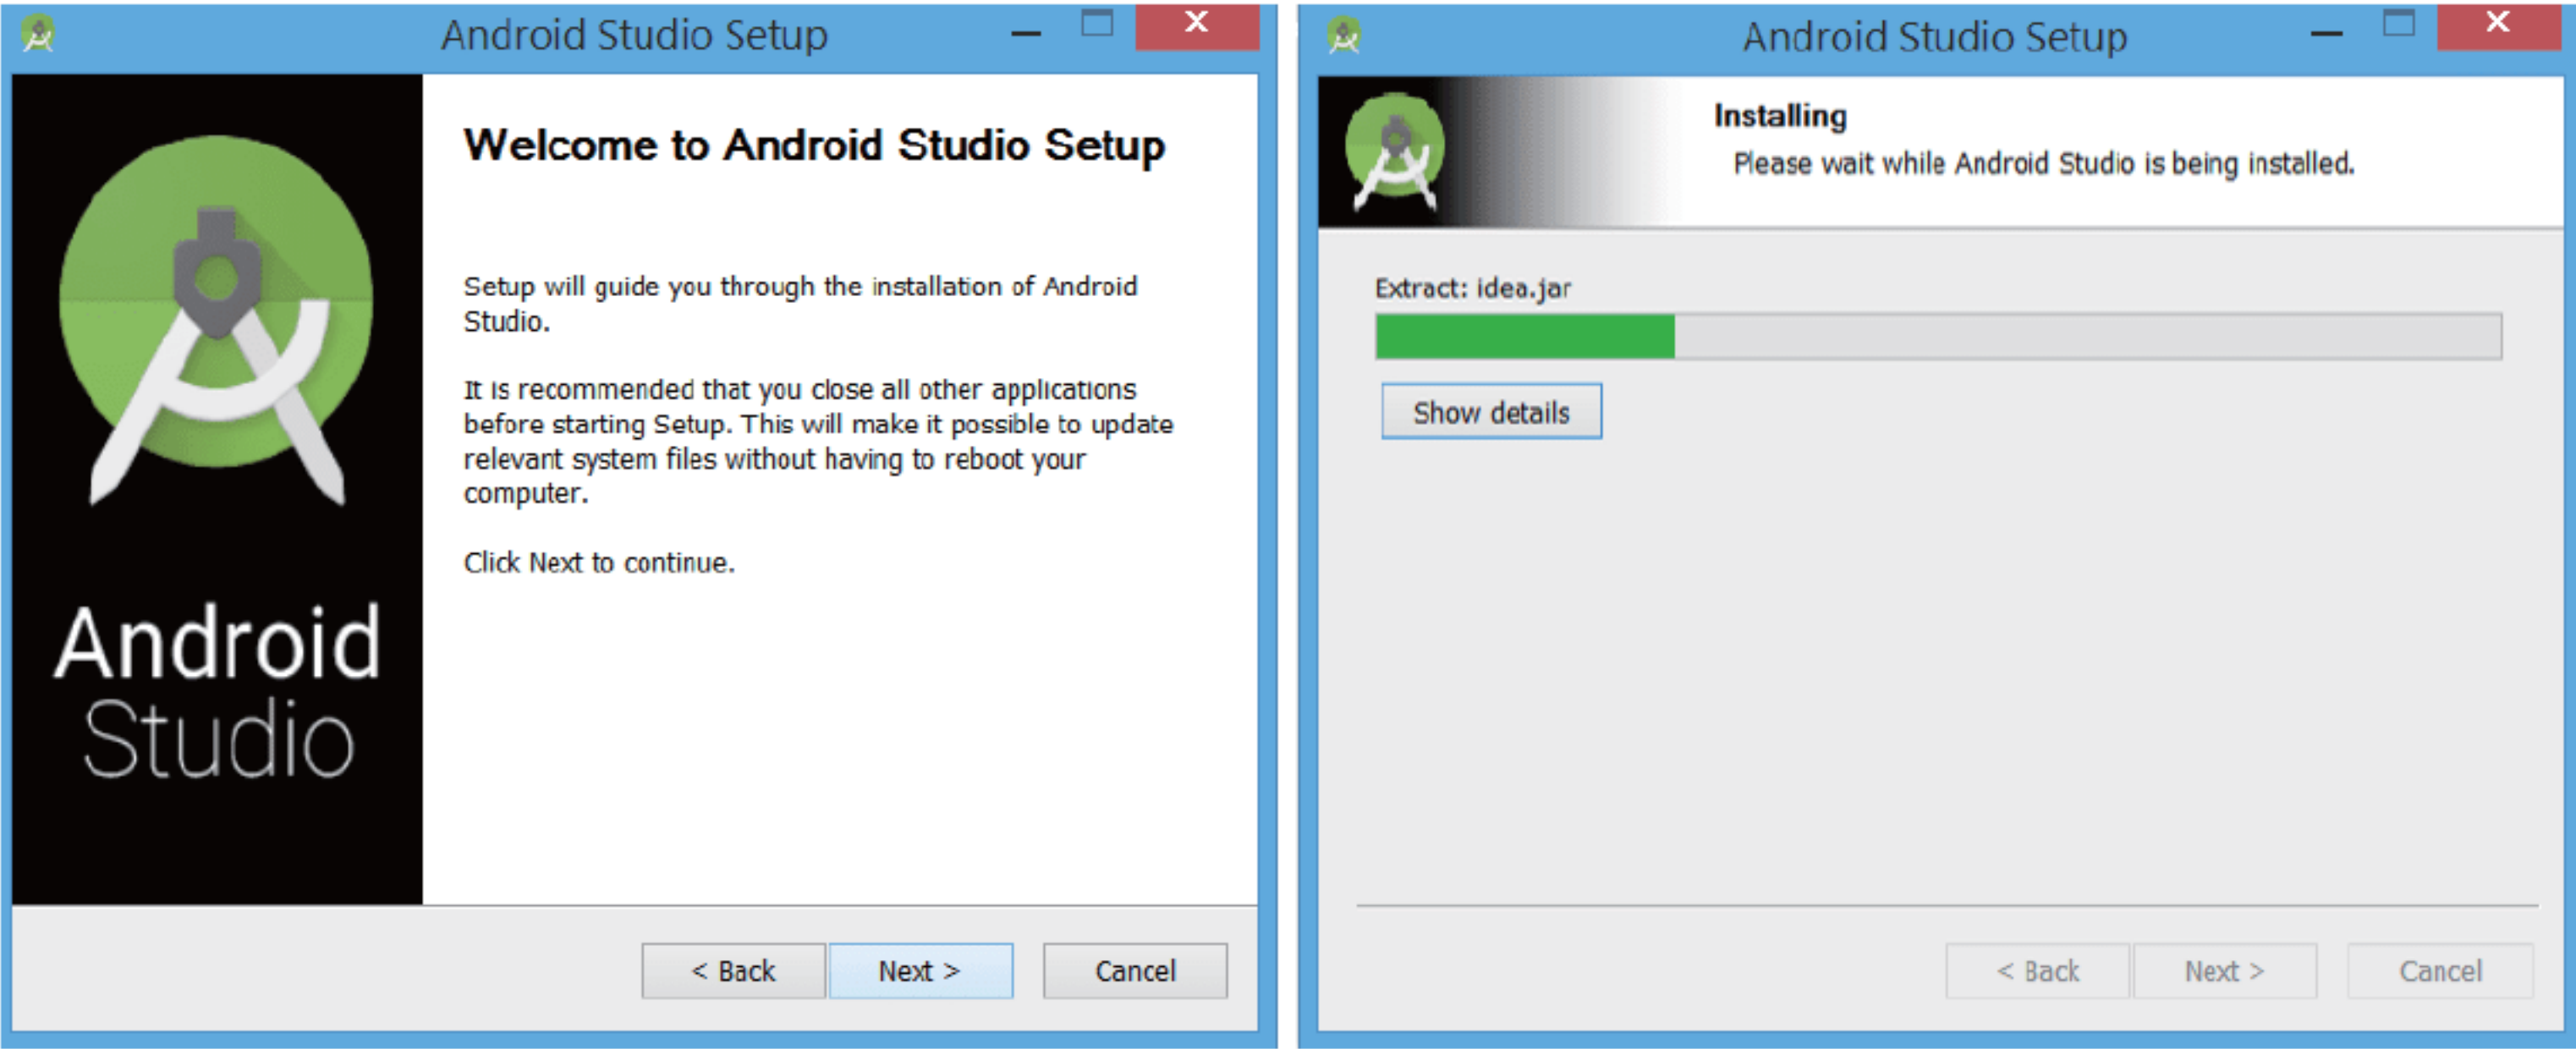 Android Studio Setup
Welcome to Android Studio Setup
Setup will guide you through the installation of Android
Studio.
It is recommended that you close all other applications
before starting Setup. This will make it possible to update
relevant system files without having to reboot your
computer.
Click Next to continue.
Android
Studio
< Back
Next >
Cancel
Android Studio Setup
Installing
Please wait while Android Studio is being installed.
Extract: idea.jar
Show details
< Back
Next >
Cancel